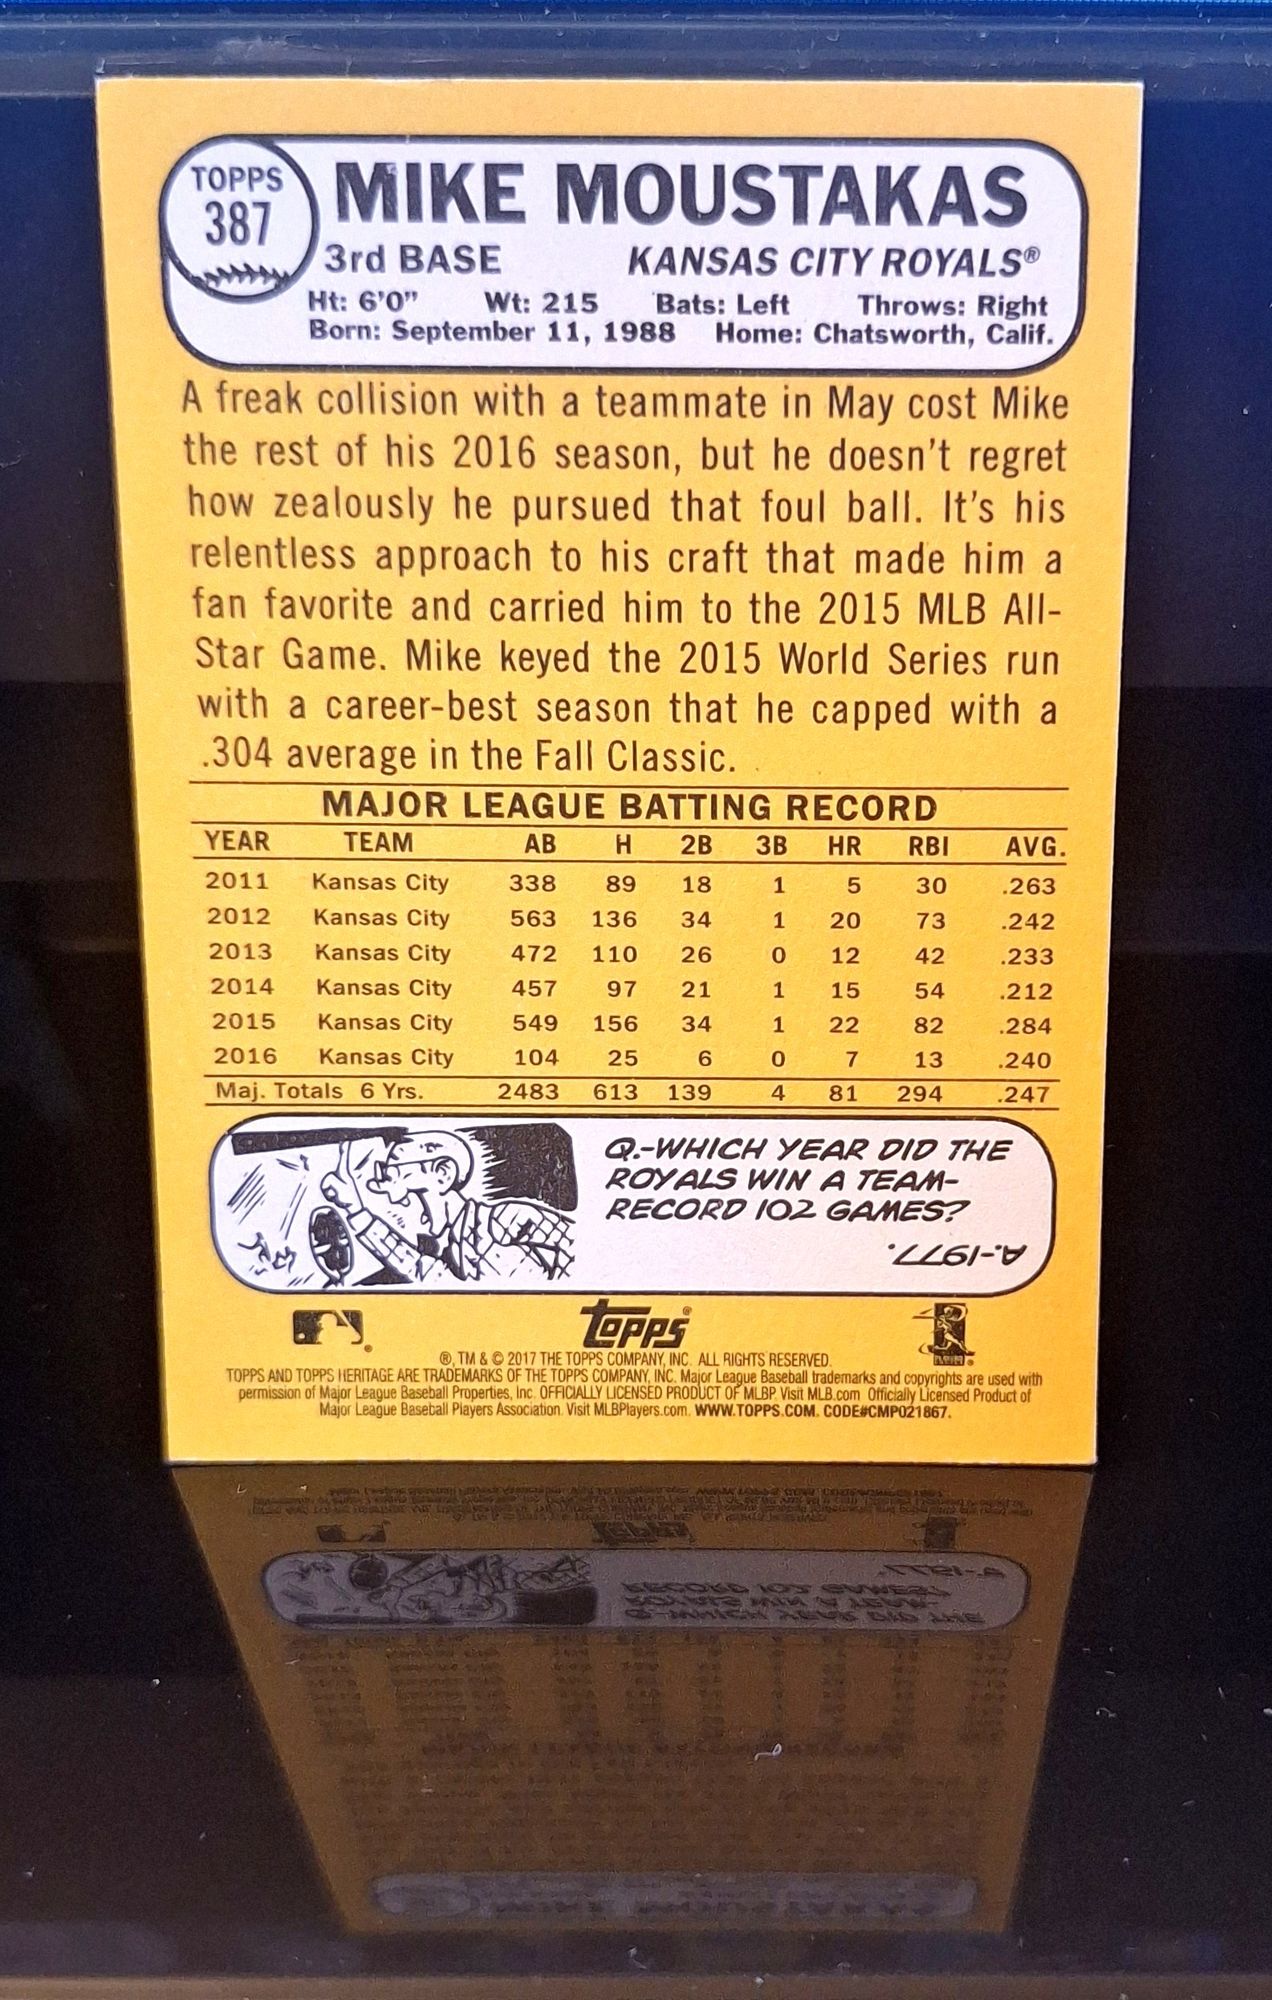 TOPPS
387
MIKE MOUSTAKAS
3rd BASE KANSAS CITY ROYALS®
Ht: 6'0" Wt: 215 Bats: Left Throws: Right
Born: September 11, 1988 Home: Chatsworth, Calif.
A freak collision with a teammate in May cost Mike
the rest of his 2016 season, but he doesn't regret
how zealously he pursued that foul ball. It's his
relentless approach to his craft that made him a
fan favorite and carried him to the 2015 MLB All-
Star Game. Mike keyed the 2015 World Series run
with a career-best season that he capped with a
.304 average in the Fall Classic.
MAJOR LEAGUE BATTING RECORD
YEAR TEAM AB H 2B 3B HR RBI AVG.
2011 Kansas City 338 89 18 1 5 30 .263
2012 Kansas City 563 136 34 1 20 73 .242
2013 Kansas City 472 110 26 0 12 42 .233
2014 Kansas City 457 97 21 1 15 54 .212
2015 Kansas City 549 156 34 1 22 82 .284
2016 Kansas City 104 25 6 0 7 13 .240
Maj. Totals 6 Yrs. 2483 613 139 4 81 294 .247
Q.-WHICH YEAR DID THE
ROYALS WIN A TEAM-
RECORD 102 GAMES?
A.-1977.
Topps®
®, TM & © 2017 THE TOPPS COMPANY, INC. ALL RIGHTS RESERVED.
TOPPS AND TOPPS HERITAGE ARE TRADEMARKS OF THE TOPPS COMPANY, INC. Major League Baseball trademarks and copyrights are used with
permission of Major League Baseball Properties, Inc. OFFICIALLY LICENSED PRODUCT OF MLBP Visit MLB.com Officially Licensed Product of
Major League Baseball Players Association. Visit MLBPlayers.com. WWW.TOPPS.COM. CODE#CMP021867.